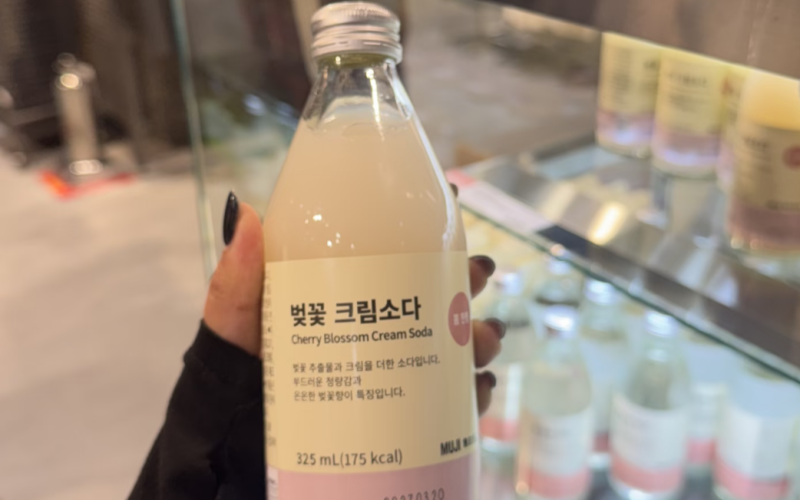 벚꽃 크림소다
Cherry Blossom Cream Soda
벚꽃 추출물과 크림을 더한 소다입니다.
부드러운 청량감과
은은한 벚꽃향이 특징입니다.
325 mL(175 kcal)
MUJI